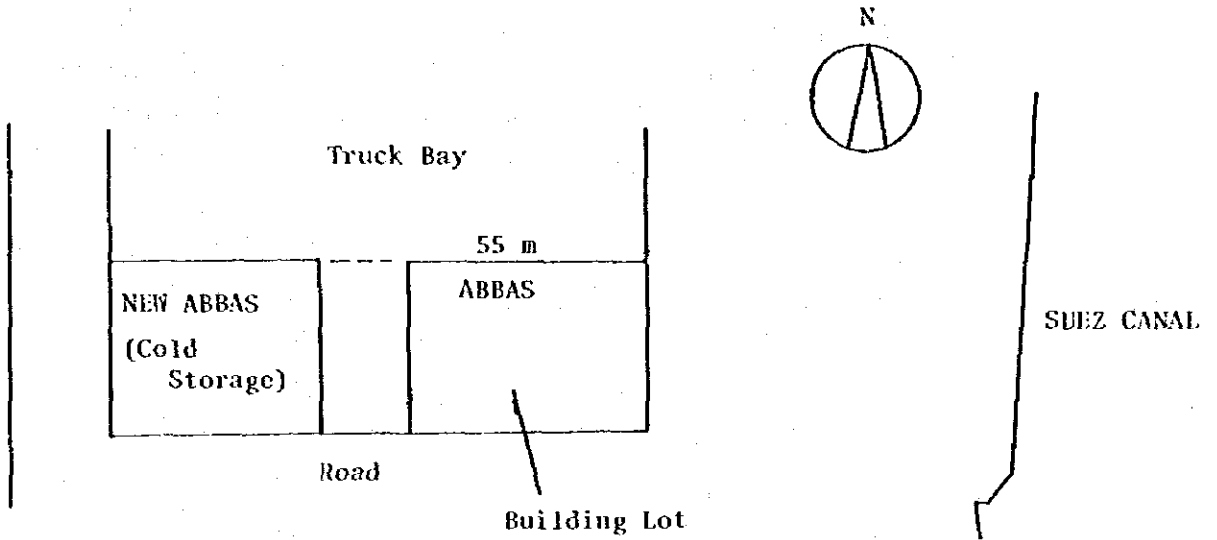 N
Truck Bay
55 m
NEW ABBAS
(Cold
Storage)
ABBAS
SUEZ CANAL
Road
Building Lot